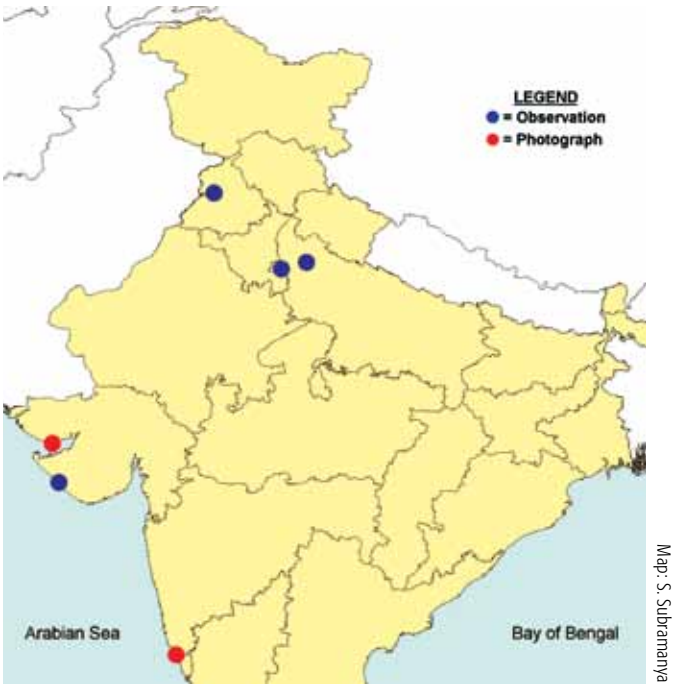 LEGEND
= Observation
= Photograph
Arabian Sea
Bay of Bengal
Map: S. Subramanya